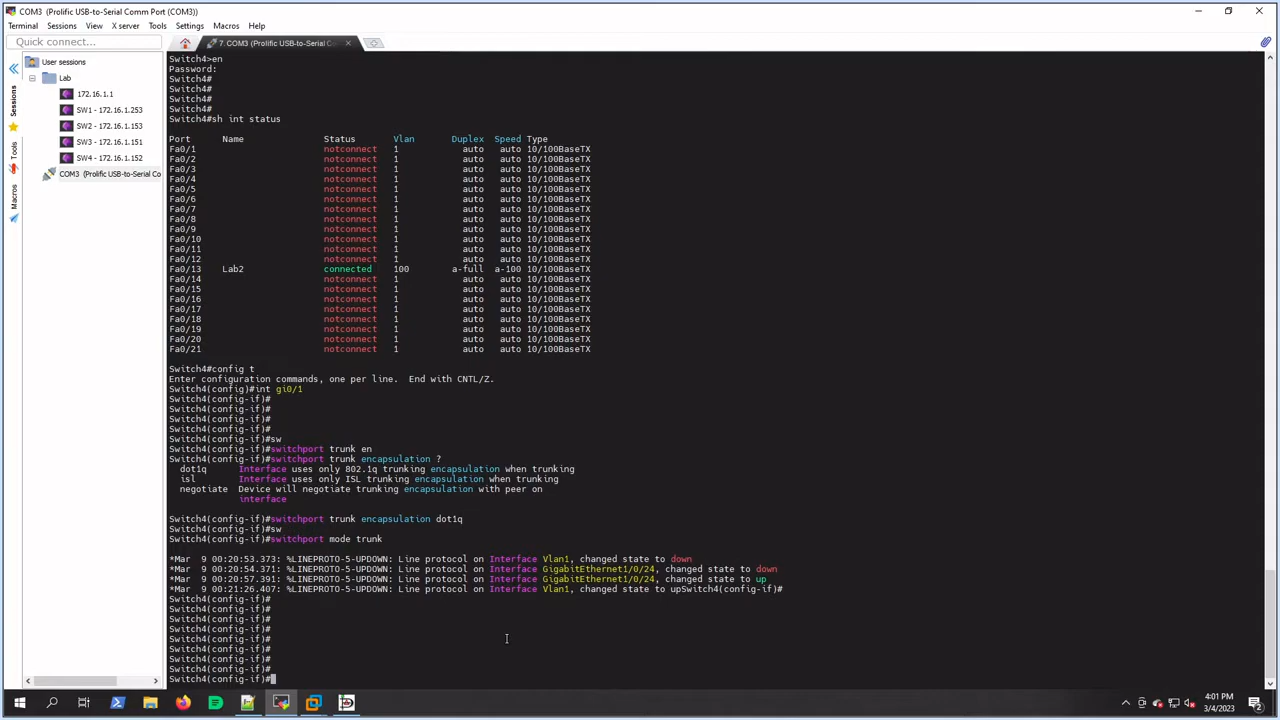 COM3 (Prolific USB-to-Serial Comm Port (COM3))
Terminal Sessions View X server Tools Settings Macros Help
Quick connect...
7. COM3 (Prolific USB-to-Serial Co
User sessions
Lab
172.16.1.1
SW1 - 172.16.1.253
SW2 - 172.16.1.153
SW3 - 172.16.1.151
SW4 - 172.16.1.152
COM3 (Prolific USB-to-Serial Co
Sessions
Tools
Macros
Switch4>en
Password:
Switch4#
Switch4#
Switch4#
Switch4#
Switch4#sh int status
Port Name Status Vlan Duplex Speed Type
Fa0/1 notconnect 1 auto auto 10/100BaseTX
Fa0/2 notconnect 1 auto auto 10/100BaseTX
Fa0/3 notconnect 1 auto auto 10/100BaseTX
Fa0/4 notconnect 1 auto auto 10/100BaseTX
Fa0/5 notconnect 1 auto auto 10/100BaseTX
Fa0/6 notconnect 1 auto auto 10/100BaseTX
Fa0/7 notconnect 1 auto auto 10/100BaseTX
Fa0/8 notconnect 1 auto auto 10/100BaseTX
Fa0/9 notconnect 1 auto auto 10/100BaseTX
Fa0/10 notconnect 1 auto auto 10/100BaseTX
Fa0/11 notconnect 1 auto auto 10/100BaseTX
Fa0/12 notconnect 1 auto auto 10/100BaseTX
Fa0/13 Lab2 connected 100 a-full a-100 10/100BaseTX
Fa0/14 notconnect 1 auto auto 10/100BaseTX
Fa0/15 notconnect 1 auto auto 10/100BaseTX
Fa0/16 notconnect 1 auto auto 10/100BaseTX
Fa0/17 notconnect 1 auto auto 10/100BaseTX
Fa0/18 notconnect 1 auto auto 10/100BaseTX
Fa0/19 notconnect 1 auto auto 10/100BaseTX
Fa0/20 notconnect 1 auto auto 10/100BaseTX
Fa0/21 notconnect 1 auto auto 10/100BaseTX
Switch4#config t
Enter configuration commands, one per line. End with CNTL/Z.
Switch4(config)#int gi0/1
Switch4(config-if)#
Switch4(config-if)#
Switch4(config-if)#
Switch4(config-if)#
Switch4(config-if)#sw
Switch4(config-if)#switchport trunk en
Switch4(config-if)#switchport trunk encapsulation ?
dot1q Interface uses only 802.1q trunking encapsulation when trunking
isl Interface uses only ISL trunking encapsulation when trunking
negotiate Device will negotiate trunking encapsulation with peer on
interface
Switch4(config-if)#switchport trunk encapsulation dot1q
Switch4(config-if)#sw
Switch4(config-if)#switchport mode trunk
*Mar 9 00:20:53.373: %LINEPROTO-5-UPDOWN: Line protocol on Interface Vlan1, changed state to down
*Mar 9 00:20:54.371: %LINEPROTO-5-UPDOWN: Line protocol on Interface GigabitEthernet1/0/24, changed state to down
*Mar 9 00:20:57.391: %LINEPROTO-5-UPDOWN: Line protocol on Interface GigabitEthernet1/0/24, changed state to up
*Mar 9 00:21:26.407: %LINEPROTO-5-UPDOWN: Line protocol on Interface Vlan1, changed state to upSwitch4(config-if)#
Switch4(config-if)#
Switch4(config-if)#
Switch4(config-if)#
Switch4(config-if)#
Switch4(config-if)#
Switch4(config-if)#
Switch4(config-if)#
Switch4(config-if)#
Switch4(config-if)#
4:01 PM
3/4/2023
2